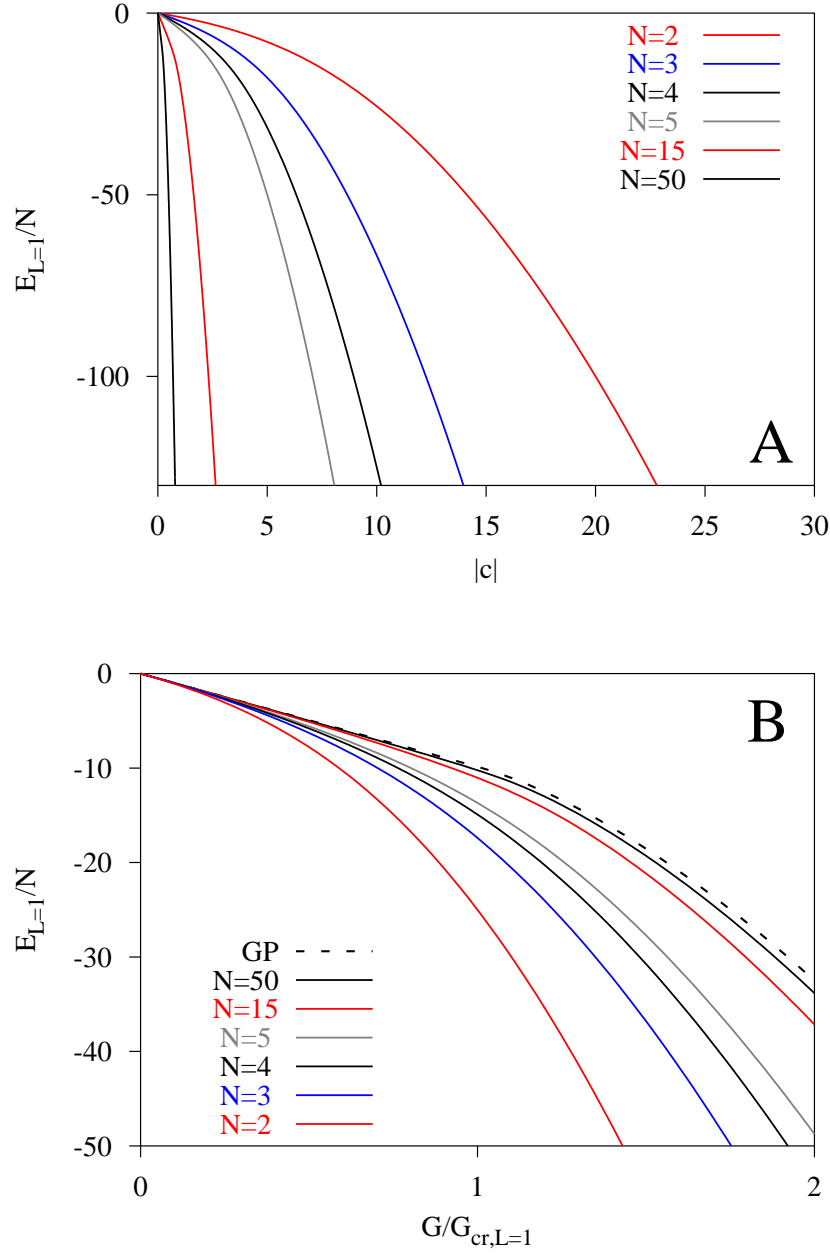 0
-50
-100
E_{L=1}/N
N=2
N=3
N=4
N=5
N=15
N=50
A
0 5 10 15 20 25 30
|c|
0
-10
-20
-30
-40
-50
E_{L=1}/N
B
GP
N=50
N=15
N=5
N=4
N=3
N=2
0 1 2
G/G_{cr,L=1}